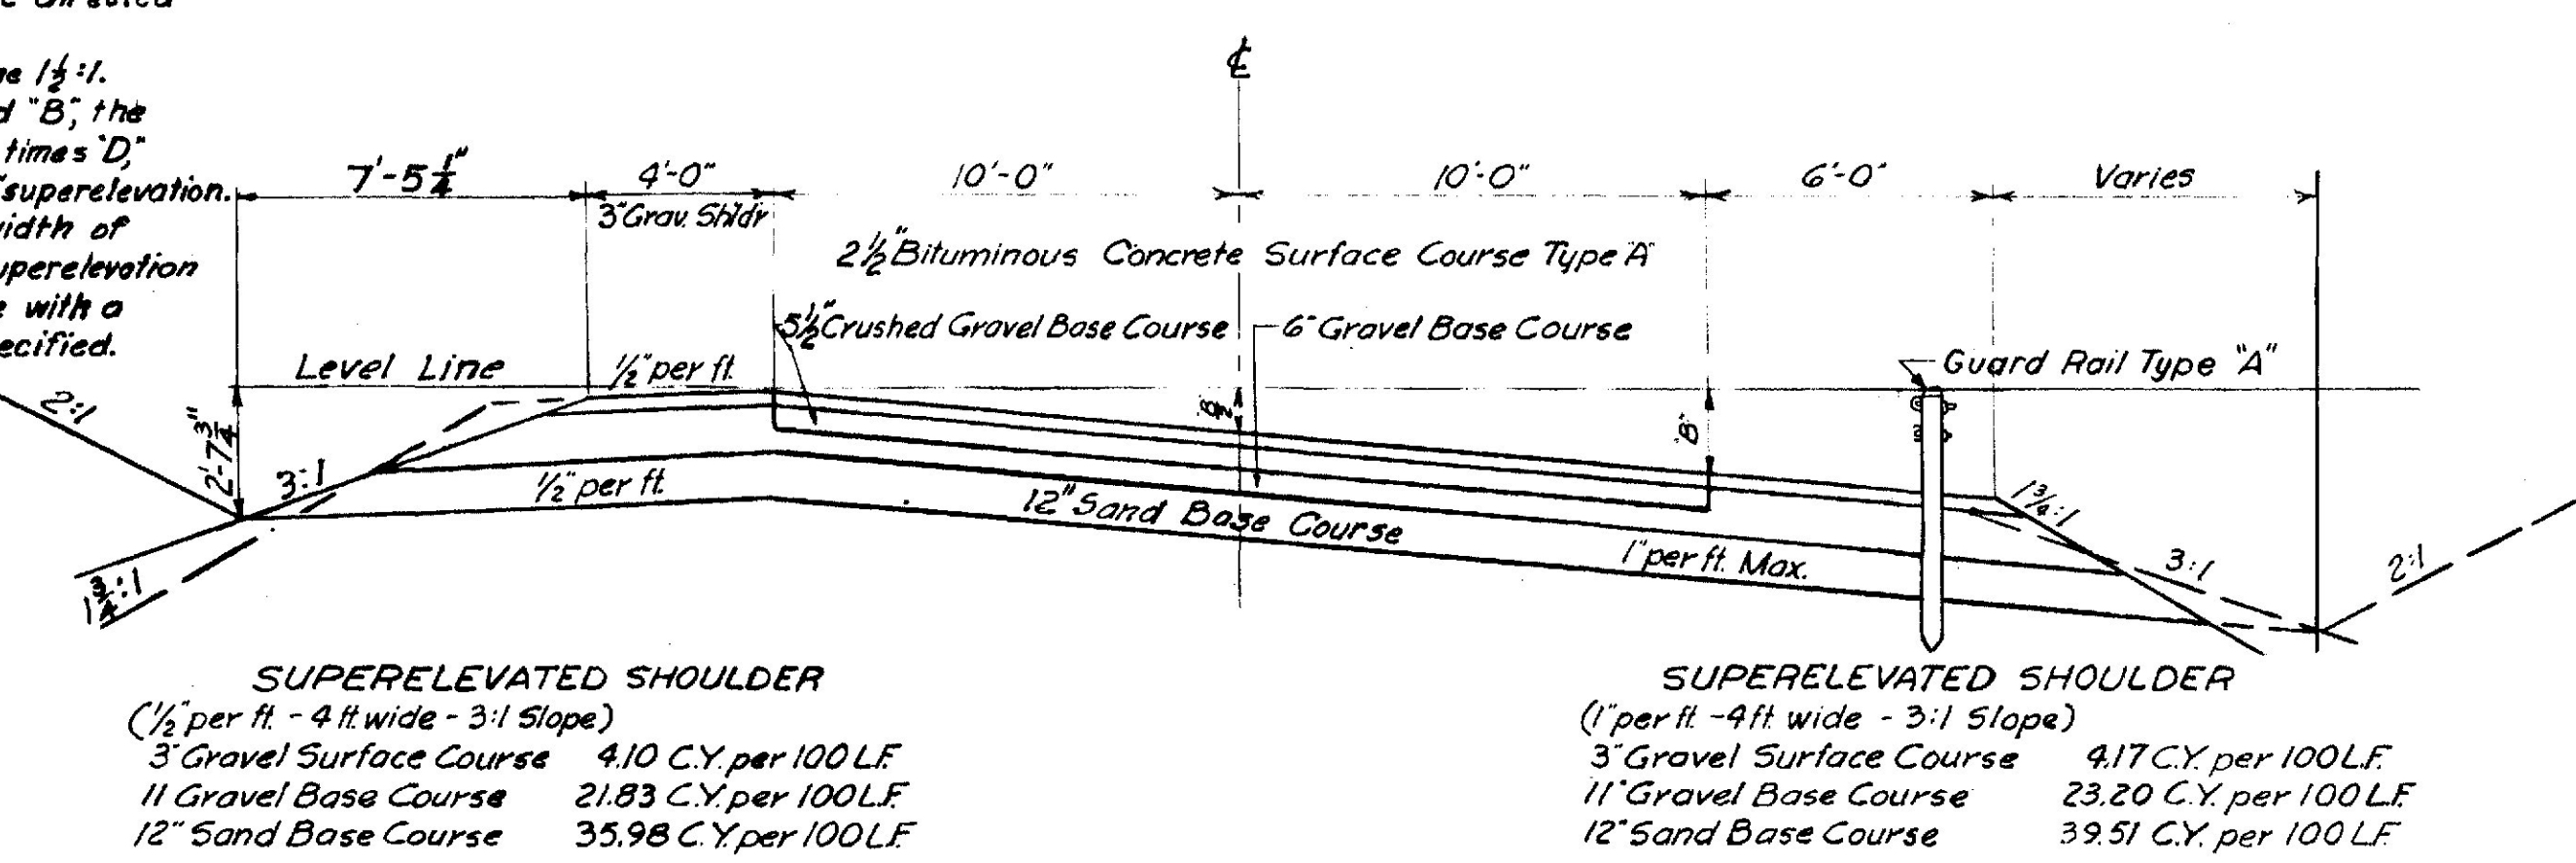 1½:1.
"B", the
times "D,"
superelevation.
width of
superelevation
with a
specified.
℄
7'-5¼"
4'-0"
10'-0"
10'-0"
6'-0"
Varies
3" Grav. Shldr
2½" Bituminous Concrete Surface Course Type "A"
5½" Crushed Gravel Base Course
6" Gravel Base Course
Guard Rail Type "A"
Level Line
½" per ft.
2:1
2'-7¾"
3:1
½" per ft.
B/2
"B"
12" Sand Base Course
1" per ft. Max.
1¾:1
3:1
2:1
1¾:1
SUPERELEVATED SHOULDER
(½" per ft. - 4 ft. wide - 3:1 Slope)
3" Gravel Surface Course 4.10 C.Y. per 100 L.F.
11 Gravel Base Course 21.83 C.Y. per 100 L.F.
12" Sand Base Course 35.98 C.Y. per 100 L.F.
SUPERELEVATED SHOULDER
(1" per ft. - 4 ft. wide - 3:1 Slope)
3" Gravel Surface Course 4.17 C.Y. per 100 L.F.
11" Gravel Base Course 23.20 C.Y. per 100 L.F.
12" Sand Base Course 39.51 C.Y. per 100 L.F.